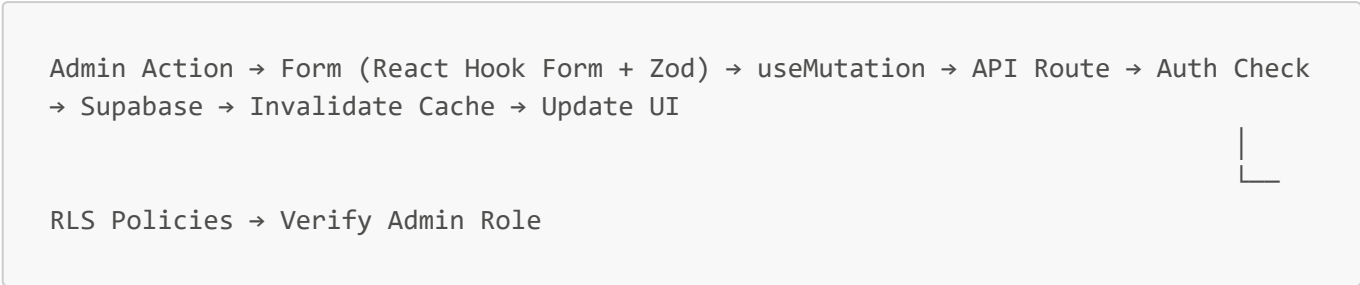 Admin Action → Form (React Hook Form + Zod) → useMutation → API Route → Auth Check
→ Supabase → Invalidate Cache → Update UI
│
└──
RLS Policies → Verify Admin Role